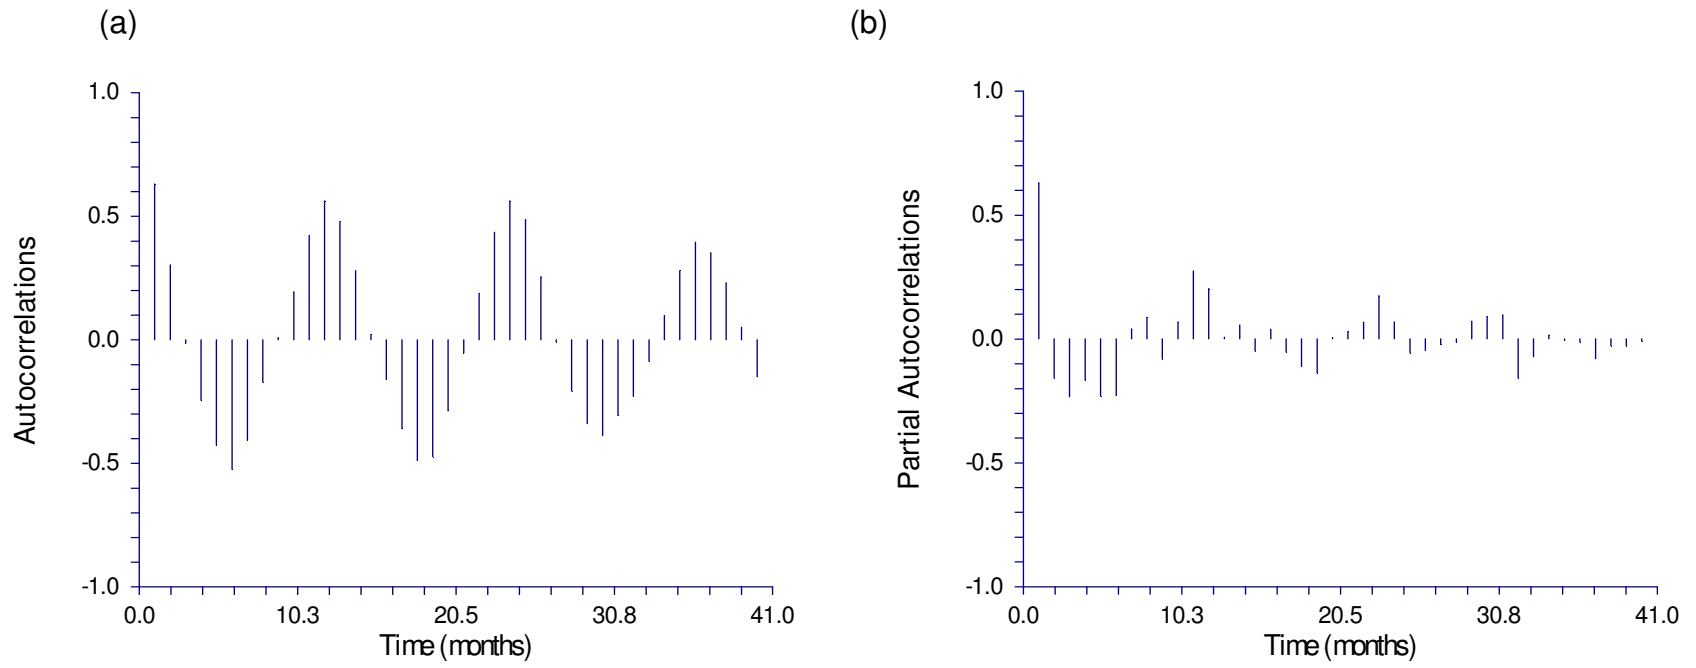 (a)
(b)
Autocorrelations
1.0
0.5
0.0
-0.5
-1.0
0.0 10.3 20.5 30.8 41.0
Time (months)
Partial Autocorrelations
1.0
0.5
0.0
-0.5
-1.0
0.0 10.3 20.5 30.8 41.0
Time (months)